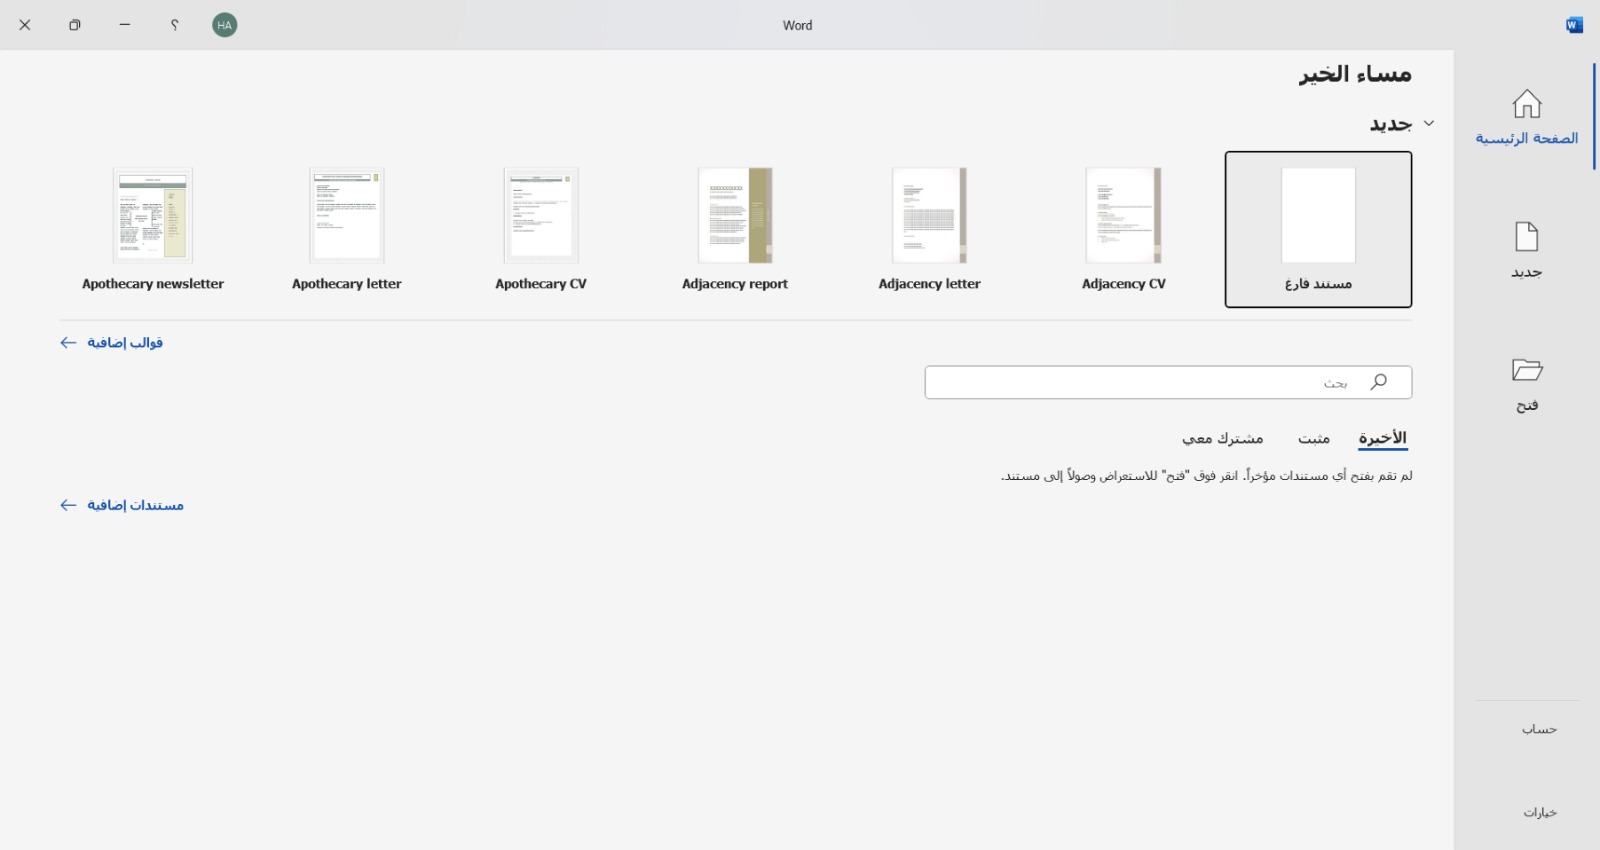 Word
HA
مساء الخير
جديد
مستند فارغ
Adjacency CV
Adjacency letter
Adjacency report
Apothecary CV
Apothecary letter
Apothecary newsletter
قوالب إضافية
بحث
الأخيرة
مثبت
مشترك معي
لم تقم بفتح أي مستندات مؤخراً. انقر فوق "فتح" للاستعراض وصولاً إلى مستند.
مستندات إضافية
الصفحة الرئيسية
جديد
فتح
حساب
خيارات